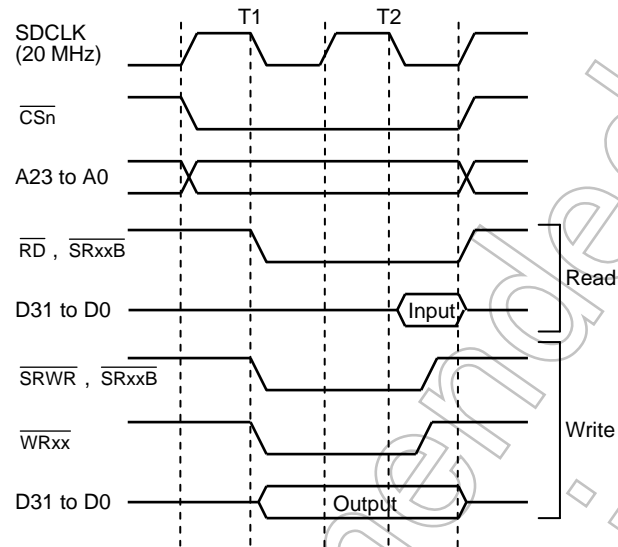 T1 T2
SDCLK
(20 MHz)
CSn
A23 to A0
RD , SRxxB
Read
D31 to D0
Input
SRWR , SRxxB
WRxx
Write
D31 to D0
Output